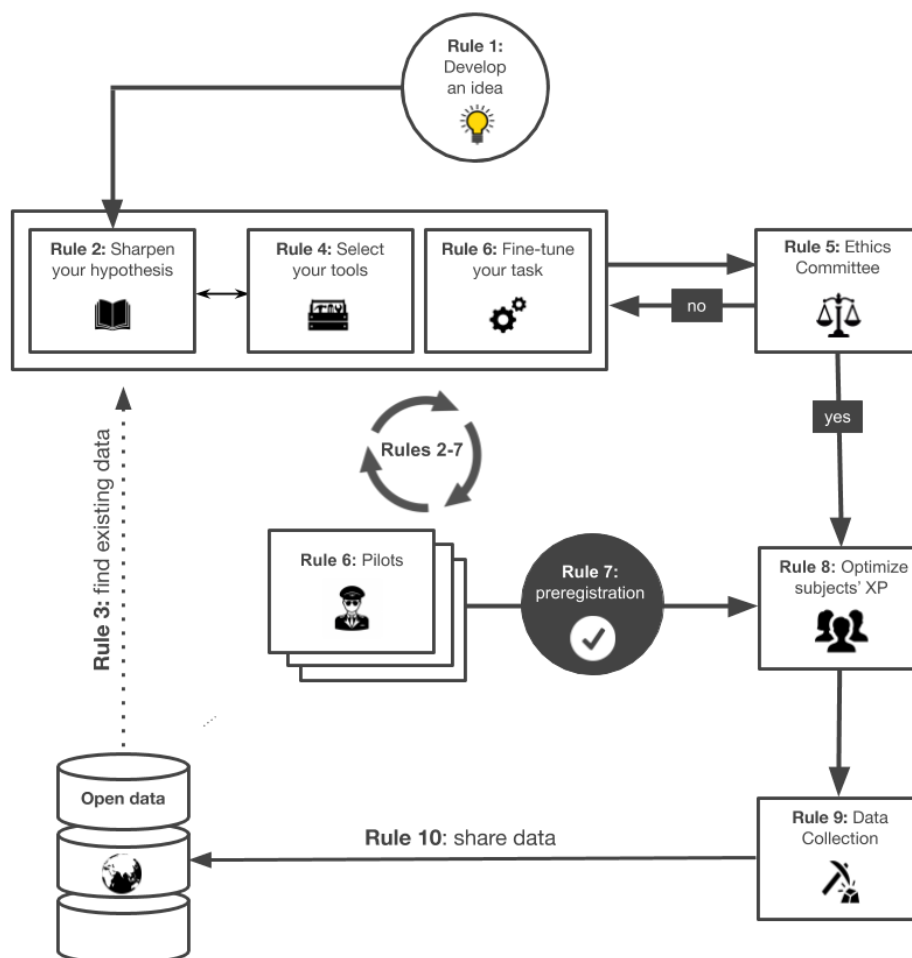 Rule 1:
Develop
an idea
Rule 2: Sharpen
your hypothesis
Rule 4: Select
your tools
Rule 6: Fine-tune
your task
Rule 5: Ethics
Committee
no
yes
Rules 2-7
Rule 3: find existing data
Rule 6: Pilots
Rule 7:
preregistration
Rule 8: Optimize
subjects' XP
Open data
Rule 10: share data
Rule 9: Data
Collection